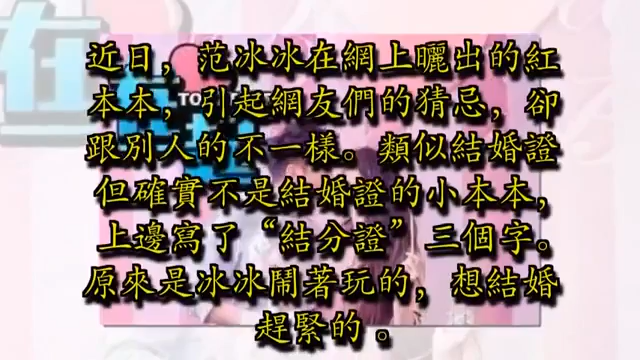 近日，范冰冰在網上曬出的紅
本本，引起網友們的猜忌，卻
跟別人的不一樣。類似結婚證
但確實不是結婚證的小本本，
上邊寫了“結分證”三個字。
原來是冰冰鬧著玩的，想結婚
趕緊的。
在
TO